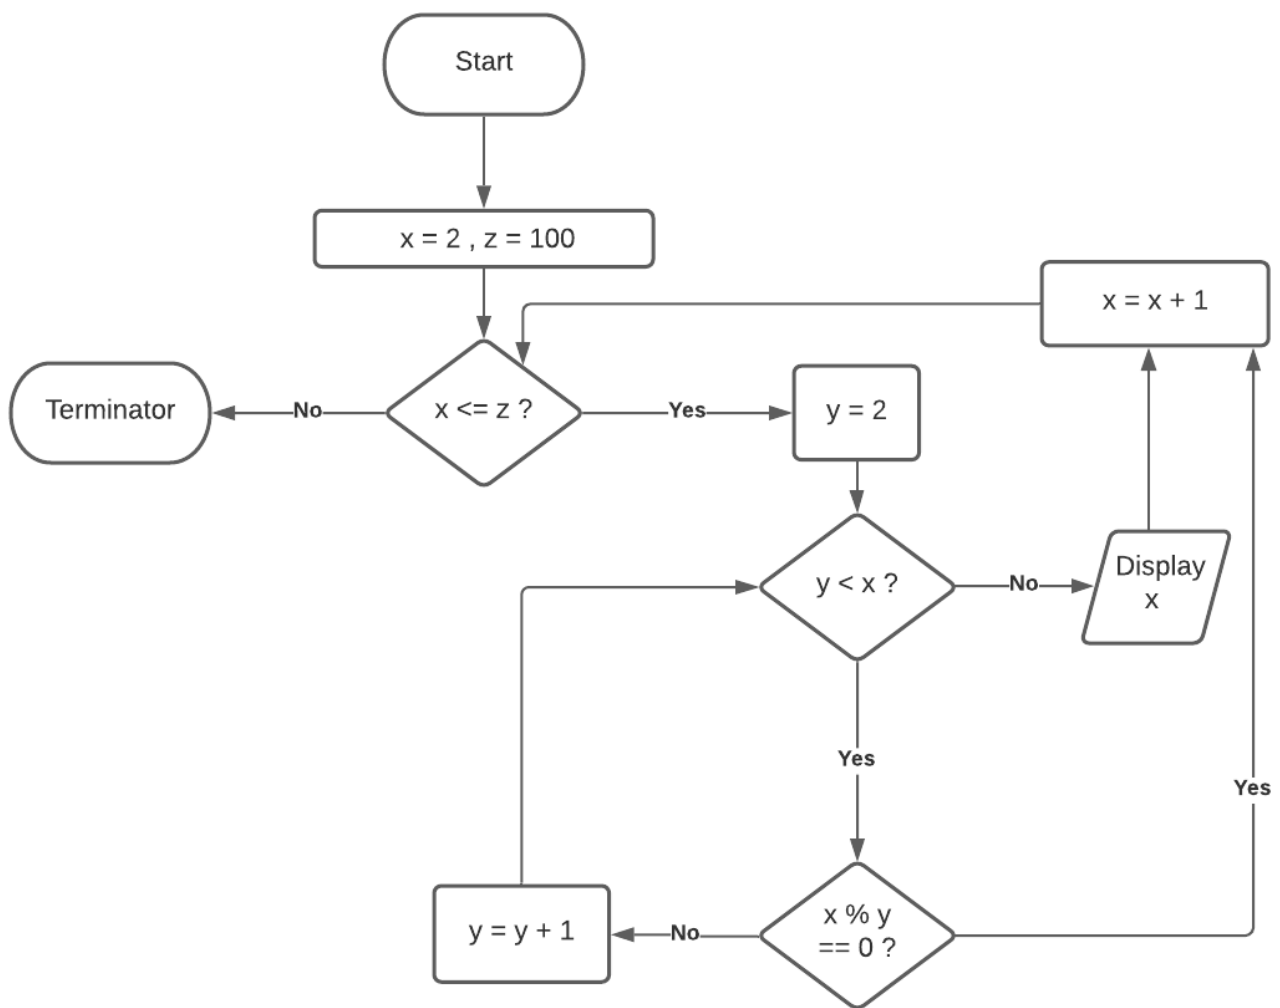 Start
x = 2 , z = 100
x = x + 1
Terminator
No
x <= z ?
Yes
y = 2
y < x ?
No
Display
x
Yes
Yes
y = y + 1
No
x % y
== 0 ?